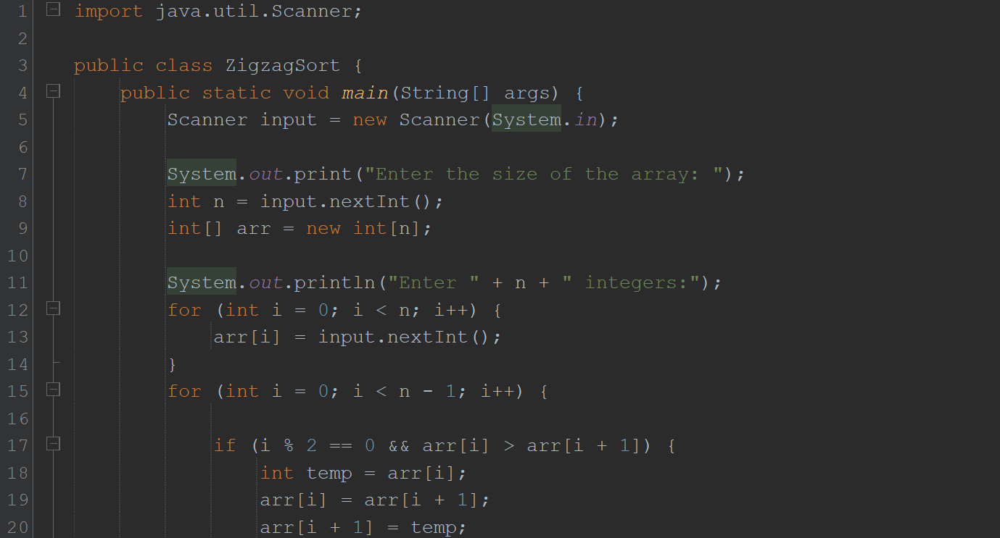 1 import java.util.Scanner;
2
3 public class ZigzagSort {
4     public static void main(String[] args) {
5         Scanner input = new Scanner(System.in);
6
7         System.out.print("Enter the size of the array: ");
8         int n = input.nextInt();
9         int[] arr = new int[n];
10
11         System.out.println("Enter " + n + " integers:");
12         for (int i = 0; i < n; i++) {
13             arr[i] = input.nextInt();
14         }
15         for (int i = 0; i < n - 1; i++) {
16
17             if (i % 2 == 0 && arr[i] > arr[i + 1]) {
18                 int temp = arr[i];
19                 arr[i] = arr[i + 1];
20                 arr[i + 1] = temp;